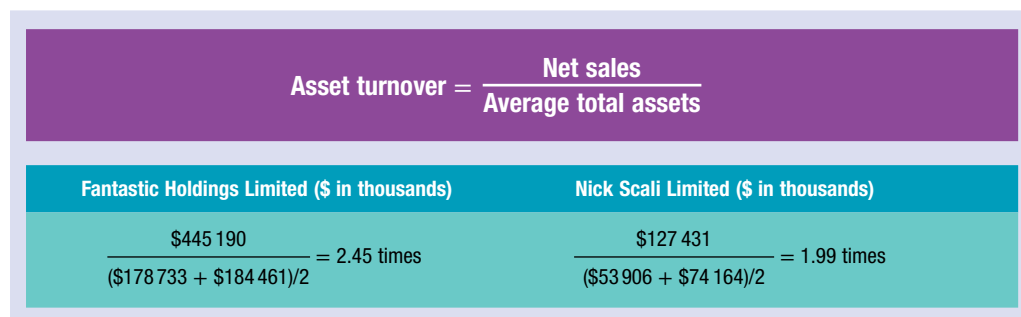 Asset turnover = Net sales / Average total assets
Fantastic Holdings Limited ($ in thousands)
Nick Scali Limited ($ in thousands)
$445 190 / ($178 733 + $184 461)/2 = 2.45 times
$127 431 / ($53 906 + $74 164)/2 = 1.99 times